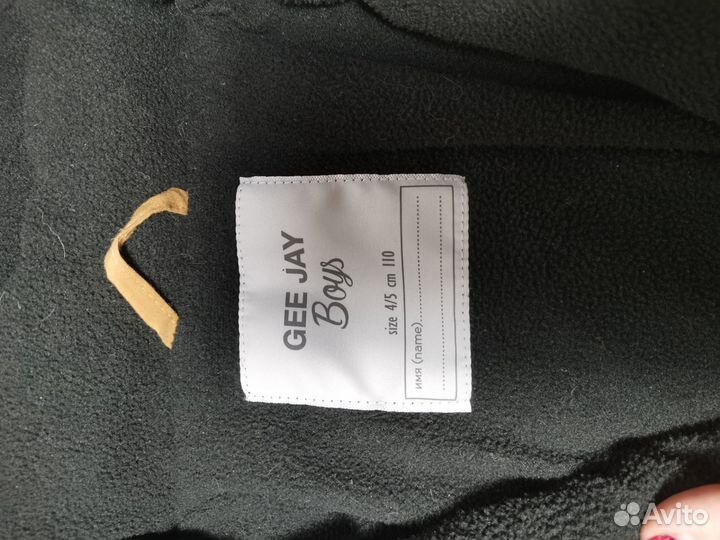 GEE JAY
Boys
size 4/5 cm 110
имя (name)..............................
..............................
Avito